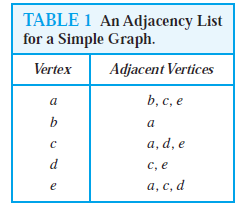 TABLE 1 An Adjacency List
for a Simple Graph.
Vertex Adjacent Vertices
a b, c, e
b a
c a, d, e
d c, e
e a, c, d